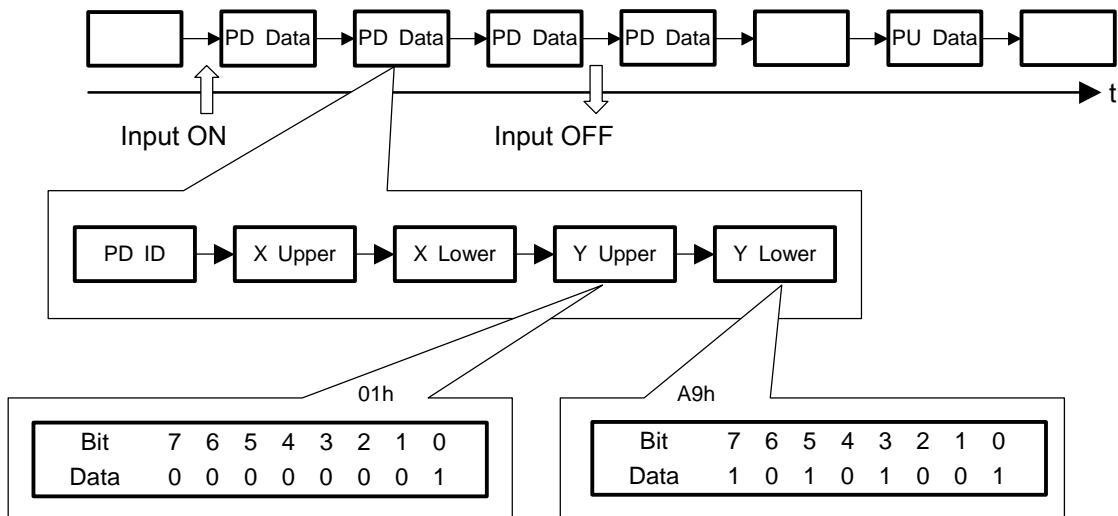 PD Data PD Data PD Data PD Data PU Data
t
Input ON Input OFF
PD ID X Upper X Lower Y Upper Y Lower
01h A9h
Bit 7 6 5 4 3 2 1 0
Data 0 0 0 0 0 0 0 1
Bit 7 6 5 4 3 2 1 0
Data 1 0 1 0 1 0 0 1